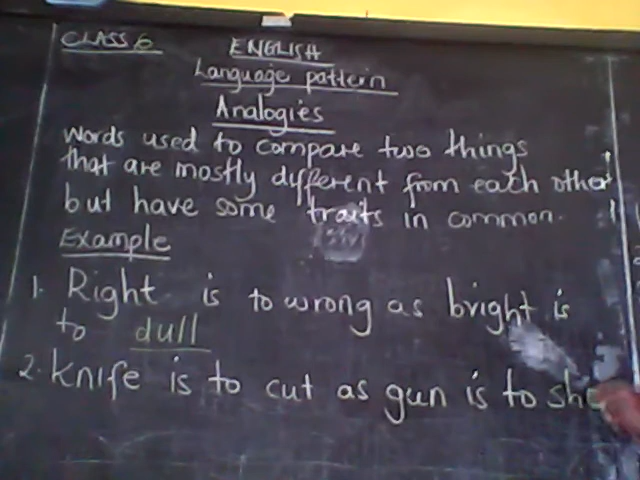 CLASS 6
ENGLISH
Language pattern
Analogies
Words used to compare two things
that are mostly different from each other
but have some traits in common.
Example
1. Right is to wrong as bright is
to dull
2. Knife is to cut as gun is to